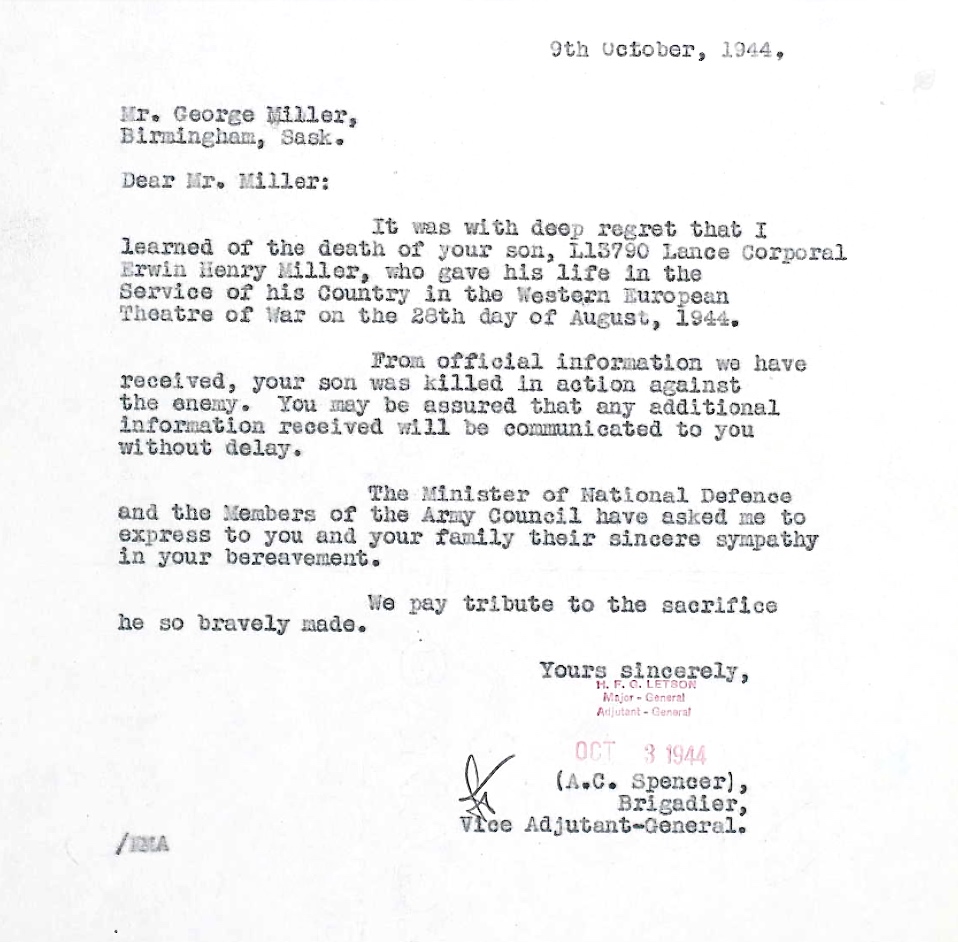 9th October, 1944.
Mr. George Miller,
Birmingham, Sask.
Dear Mr. Miller:
It was with deep regret that I
learned of the death of your son, L13790 Lance Corporal
Erwin Henry Miller, who gave his life in the
Service of his Country in the Western European
Theatre of War on the 28th day of August, 1944.
From official information we have
received, your son was killed in action against
the enemy. You may be assured that any additional
information received will be communicated to you
without delay.
The Minister of National Defence
and the Members of the Army Council have asked me to
express to you and your family their sincere sympathy
in your bereavement.
We pay tribute to the sacrifice
he so bravely made.
Yours sincerely,
H. F. G. LETSON
Major - General
Adjutant - General
OCT 3 1944
(A.C. Spencer),
Brigadier,
Vice Adjutant-General.